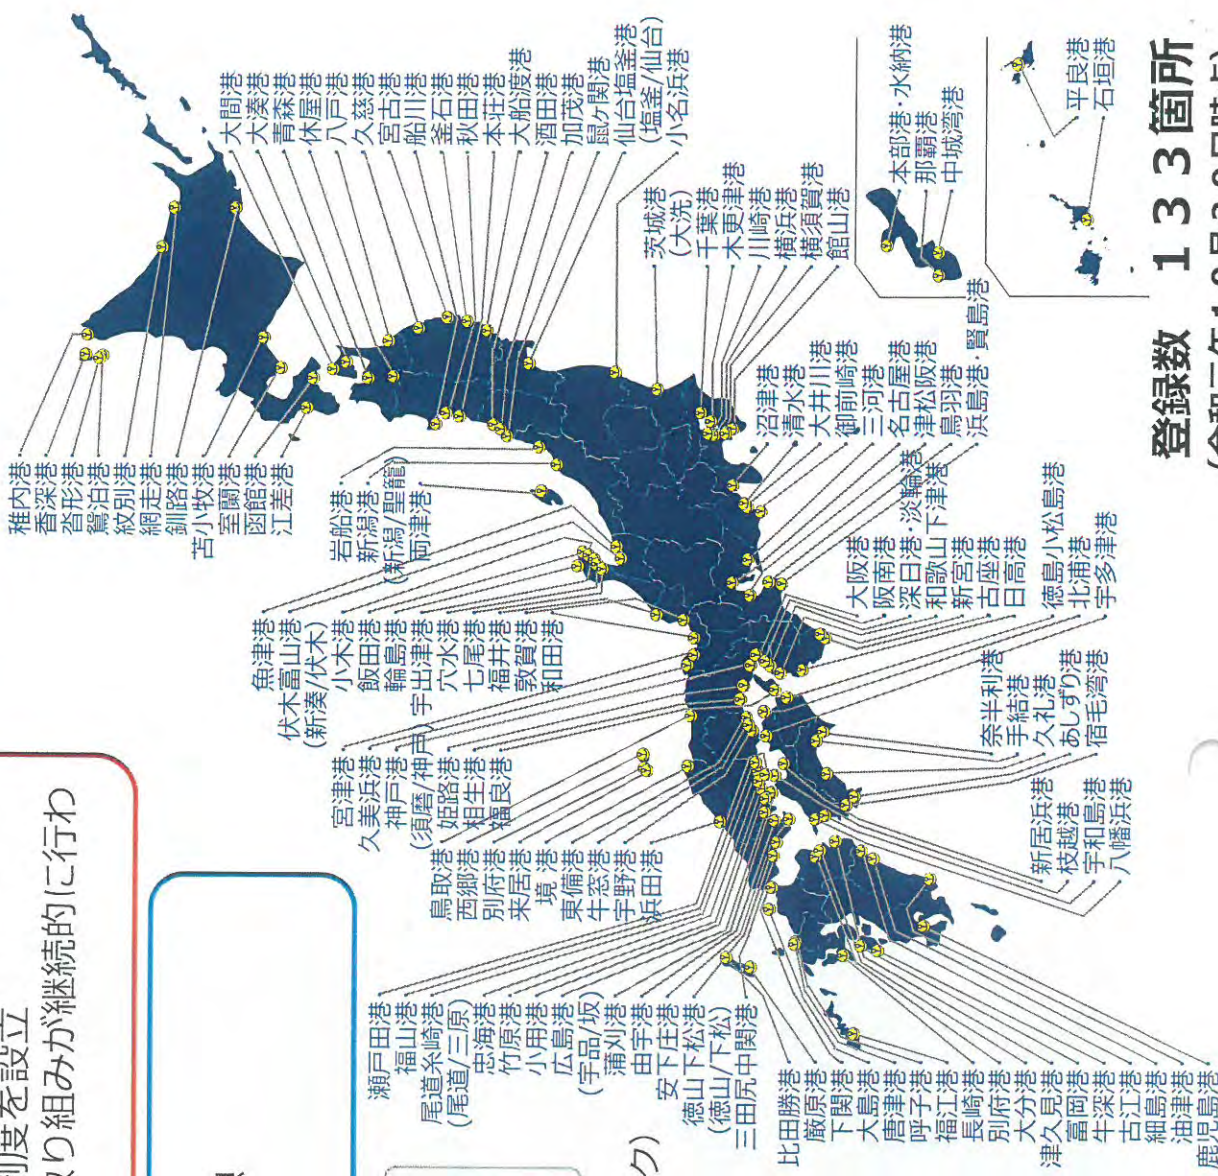 制度を設立
り組みが継続的に行わ
ク)
稚内港
香深港
沓形港
鴛泊港
紋別港
網走港
釧路港
苫小牧港
室蘭港
函館港
江差港
大間港
大湊港
青森港
休屋港
八戸港
久慈港
宮古港
船川港
釜石港
秋田港
本荘港
大船渡港
酒田港
加茂港
鼠ケ関港
仙台塩釜港
(塩釜/仙台)
小名浜港
岩船港
新潟港
(新潟/聖籠)
両津港
茨城港
(大洗)
千葉港
木更津港
川崎港
横浜港
横須賀港
館山港
魚津港
伏木富山港
(新湊/伏木)
小木港
飯田港
輪島港
宇出津港
穴水港
七尾港
福井港
敦賀港
和田港
沼津港
清水港
大井川港
御前崎港
三河港
名古屋港
津松阪港
鳥羽港
浜島港・賢島港
宮津港
久美浜港
神戸港
(須磨/神戸)
姫路港
相生港
福良港
大阪港
阪南港
深日港・淡輪港
和歌山下津港
新宮港
古座港
日高港
鳥取港
西郷港
別府港
来居港
境港
東備港
牛窓港
宇野港
浜田港
徳島小松島港
北浦港
宇多津港
奈半利港
手結港
久礼港
あしずり港
宿毛湾港
新居浜港
枝越港
宇和島港
八幡浜港
瀬戸田港
福山港
尾道糸崎港
(尾道/三原)
忠海港
竹原港
小用港
広島港
(宇品/坂)
蒲刈港
由宇港
安下庄港
徳山下松港
(徳山/下松)
三田尻中関港
比田勝港
厳原港
下関港
大島港
唐津港
呼子港
福江港
長崎港
別府港
大分港
津久見港
富岡港
牛深港
古江港
細島港
油津港
鹿児島港
本部港・水納港
那覇港
中城湾港
平良港
石垣港
登録数 133箇所